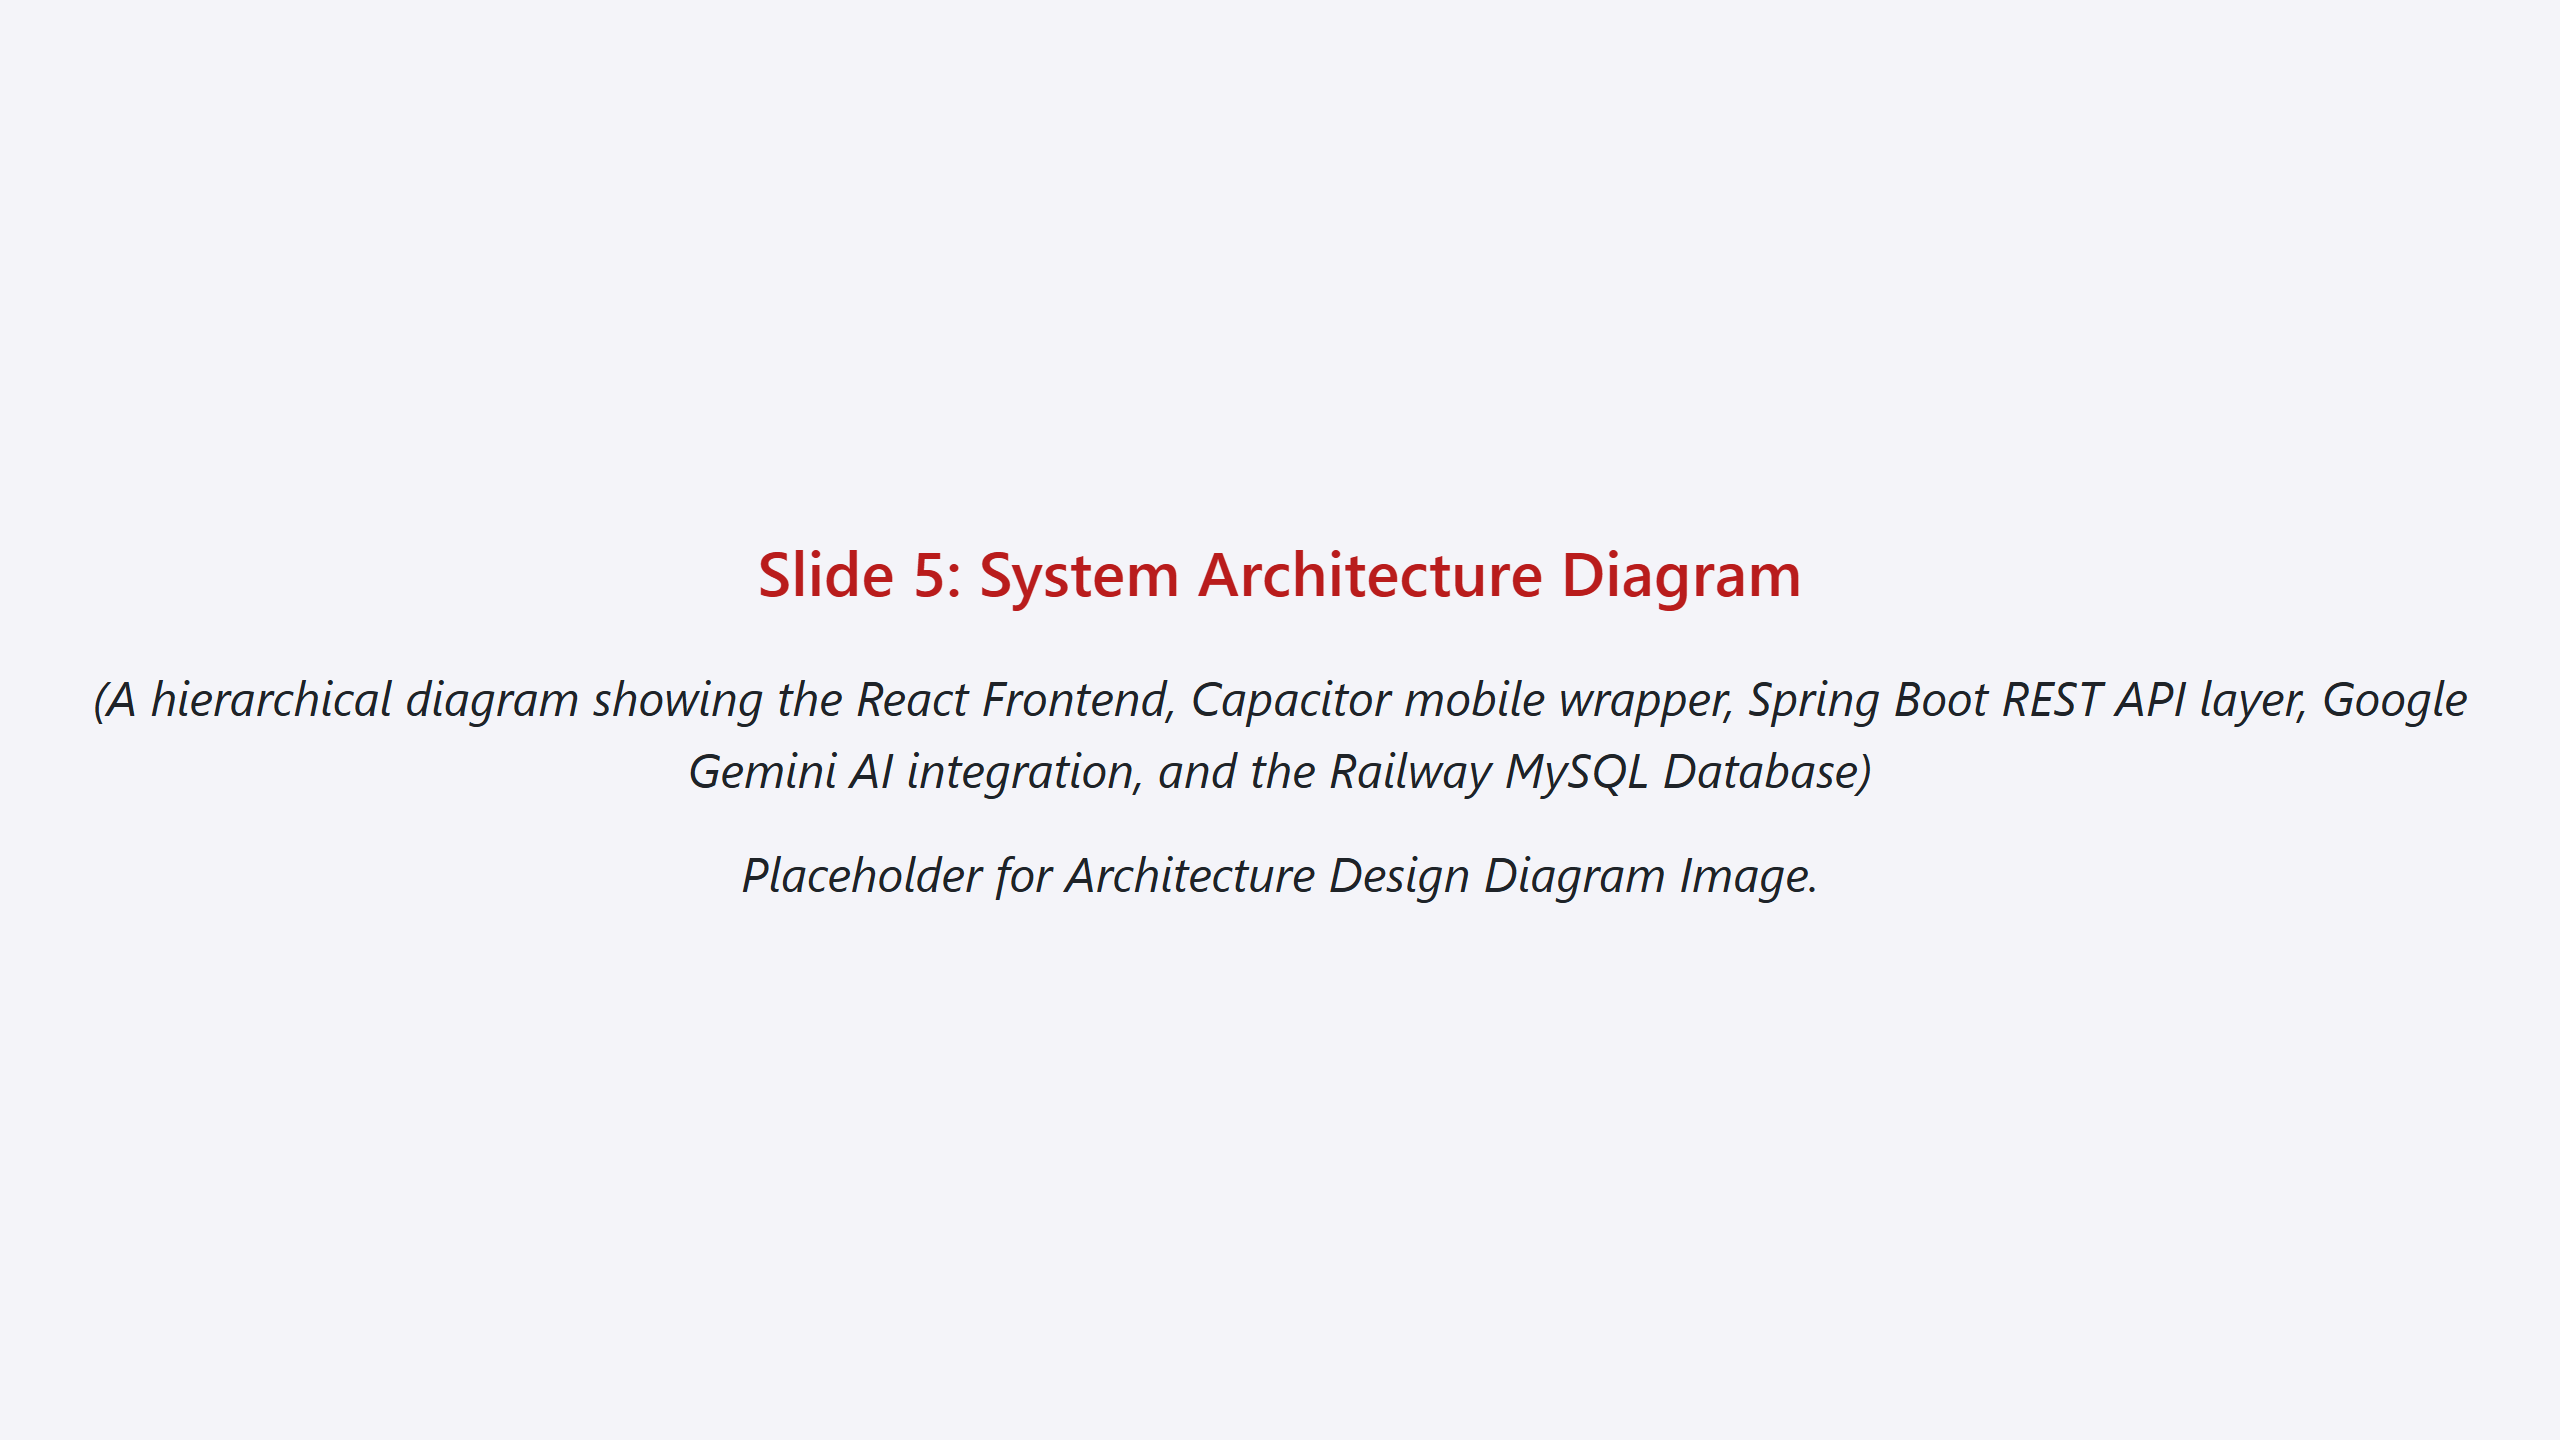 Slide 5: System Architecture Diagram
(A hierarchical diagram showing the React Frontend, Capacitor mobile wrapper, Spring Boot REST API layer, Google
Gemini AI integration, and the Railway MySQL Database)
Placeholder for Architecture Design Diagram Image.